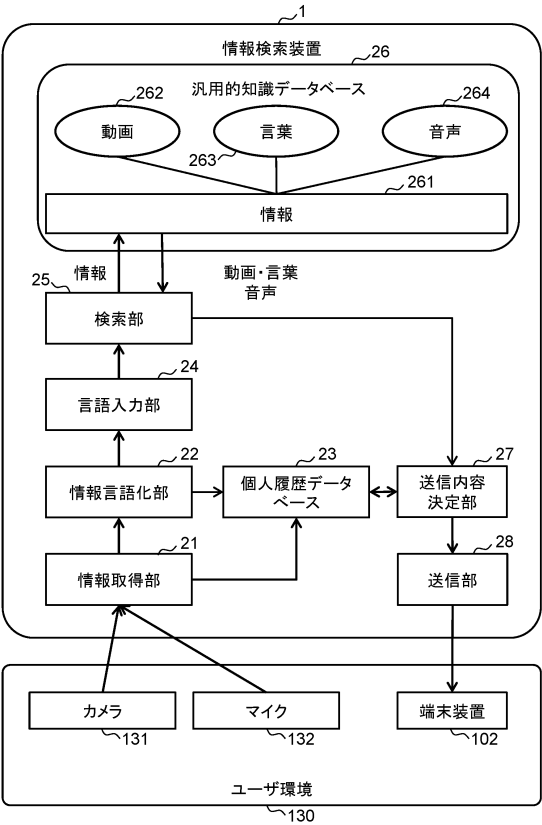 1
情報検索装置
26
汎用的知識データベース
262
264
動画
言葉
音声
263
261
情報
情報
動画・言葉
音声
25
検索部
24
言語入力部
22
23
27
情報言語化部
個人履歴データ
ベース
送信内容
決定部
21
28
情報取得部
送信部
カメラ
マイク
端末装置
131
132
102
ユーザ環境
130